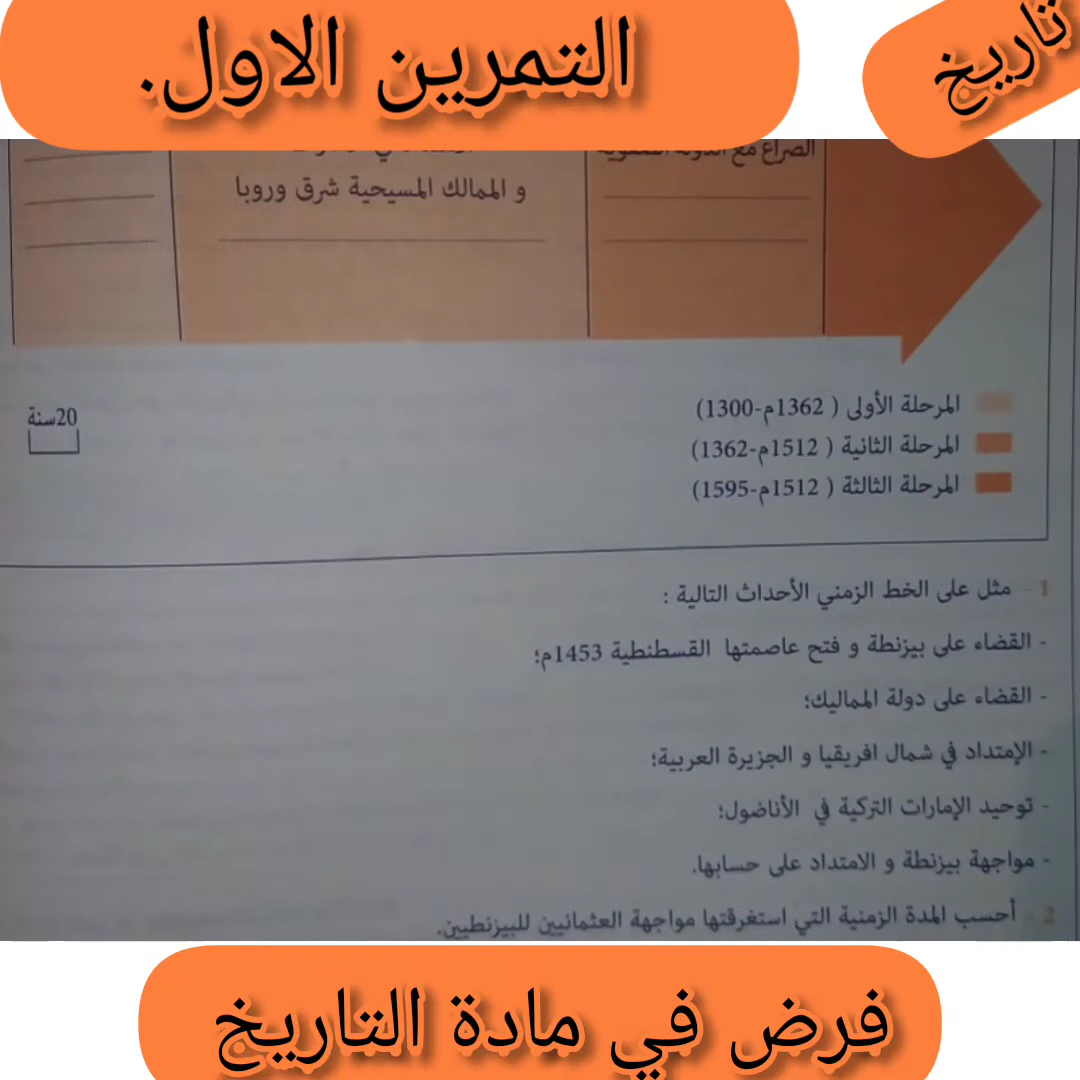 التمرين الاول.
تاريخ
الصراع مع الدولة الصفوية
و الممالك المسيحية شرق وروبا
المرحلة الأولى ( 1362م-1300)
20سنة
المرحلة الثانية ( 1512م-1362)
المرحلة الثالثة ( 1512م-1595)
1 - مثل على الخط الزمني الأحداث التالية :
- القضاء على بيزنطة و فتح عاصمتها القسطنطية 1453م؛
- القضاء على دولة المماليك؛
- الإمتداد في شمال افريقيا و الجزيرة العربية؛
- توحيد الإمارات التركية في الأناضول؛
- مواجهة بيزنطة و الامتداد على حسابها.
2 - أحسب المدة الزمنية التي استغرقتها مواجهة العثمانيين للبيزنطيين.
فرض في مادة التاريخ